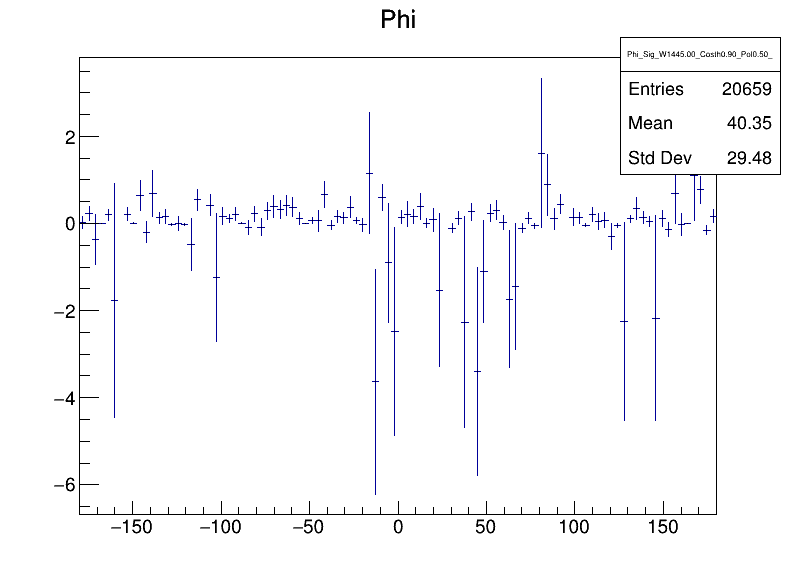 Phi
Phi_Sig_W1445.00_Costh0.90_Pol0.50_
Entries 20659
Mean 40.35
Std Dev 29.48
2
0
−2
−4
−6
−150 −100 −50 0 50 100 150